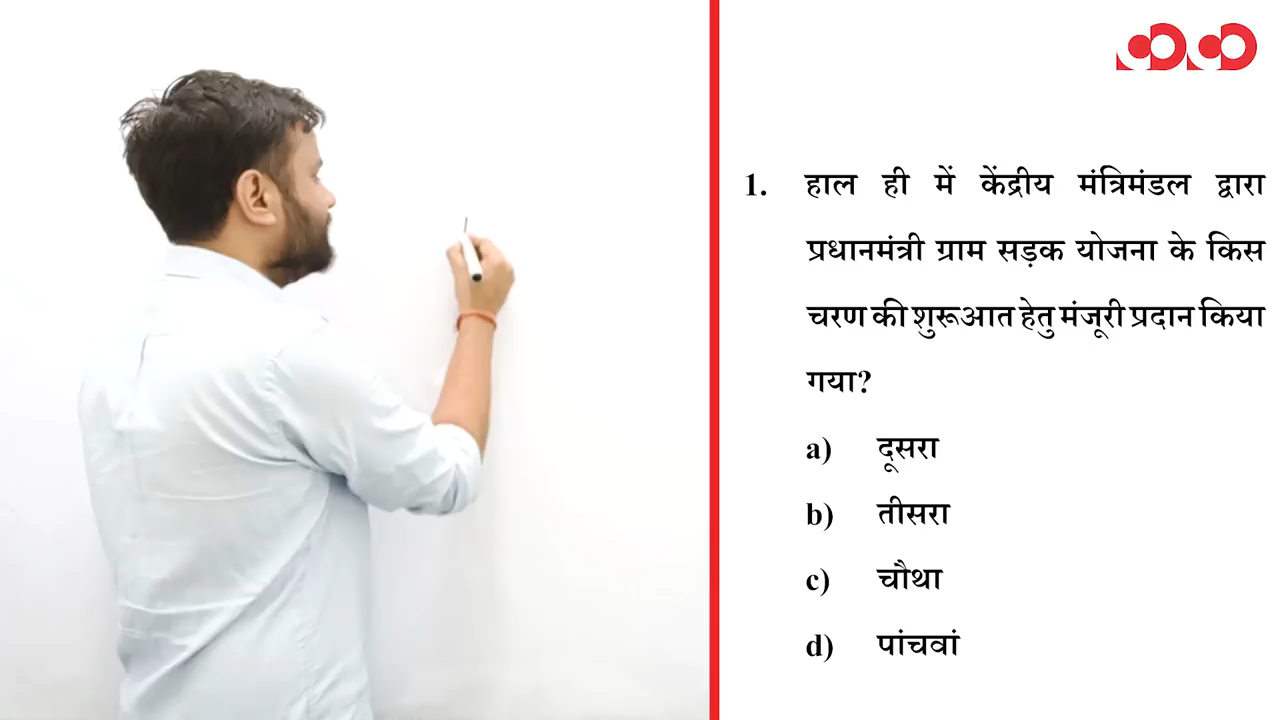 1. हाल ही में केंद्रीय मंत्रिमंडल द्वारा
प्रधानमंत्री ग्राम सड़क योजना के किस
चरण की शुरूआत हेतु मंजूरी प्रदान किया
गया?
a) दूसरा
b) तीसरा
c) चौथा
d) पांचवां